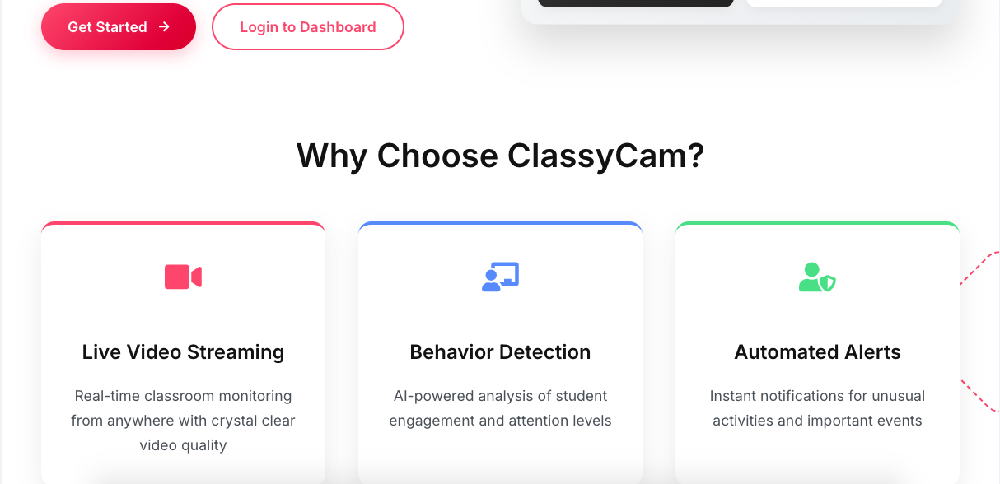 Get Started
Login to Dashboard
Why Choose ClassyCam?
Live Video Streaming
Real-time classroom monitoring
from anywhere with crystal clear
video quality
Behavior Detection
AI-powered analysis of student
engagement and attention levels
Automated Alerts
Instant notifications for unusual
activities and important events